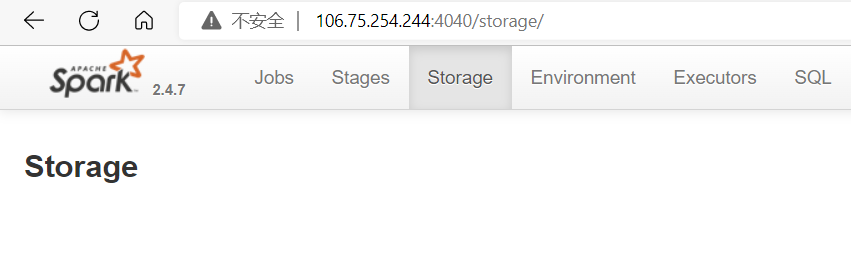 不安全 | 106.75.254.244:4040/storage/
APACHE
Spark 2.4.7 Jobs Stages Storage Environment Executors SQL
Storage